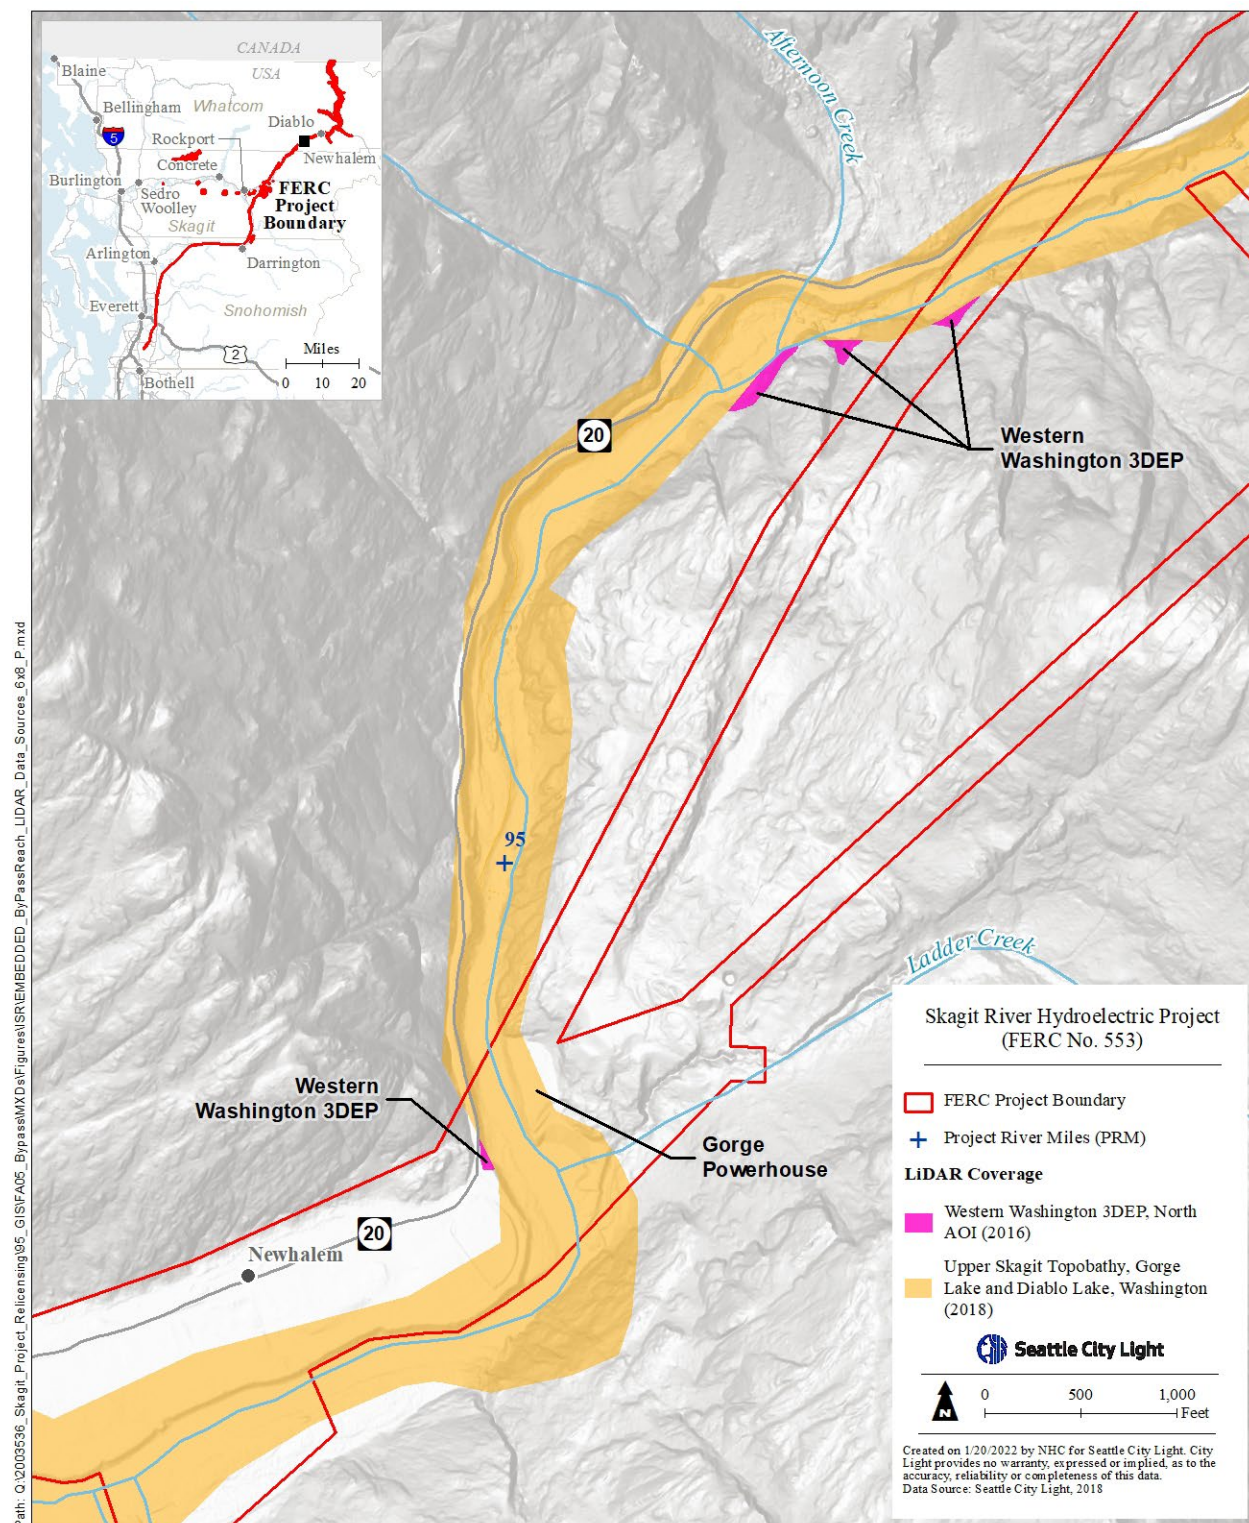 CANADA
USA
Blaine
Whatcom
Bellingham
5
Diablo
Rockport
Newhalem
Concrete
Burlington
Sedro
Woolley
FERC
Project
Boundary
Skagit
Arlington
Darrington
Everett
Snohomish
2
Miles
0 10 20
Bothell
Afternoon Creek
20
Western
Washington 3DEP
95
Ladder Creek
Western
Washington 3DEP
Gorge
Powerhouse
20
Newhalem
Skagit River Hydroelectric Project
(FERC No. 553)
FERC Project Boundary
Project River Miles (PRM)
LiDAR Coverage
Western Washington 3DEP, North
AOI (2016)
Upper Skagit Topobathy, Gorge
Lake and Diablo Lake, Washington
(2018)
Seattle City Light
N
0 500 1,000
Feet
Created on 1/20/2022 by NHC for Seattle City Light. City
Light provides no warranty, expressed or implied, as to the
accuracy, reliability or completeness of this data.
Data Source: Seattle City Light, 2018
Path: Q:\2003536_Skagit_Project_Relicensing\95_GIS\FA05_Bypass\MXDs\Figures\ISR\EMBEDDED_ByPassReach_LIDAR_Data_Sources_6x8_P.mxd